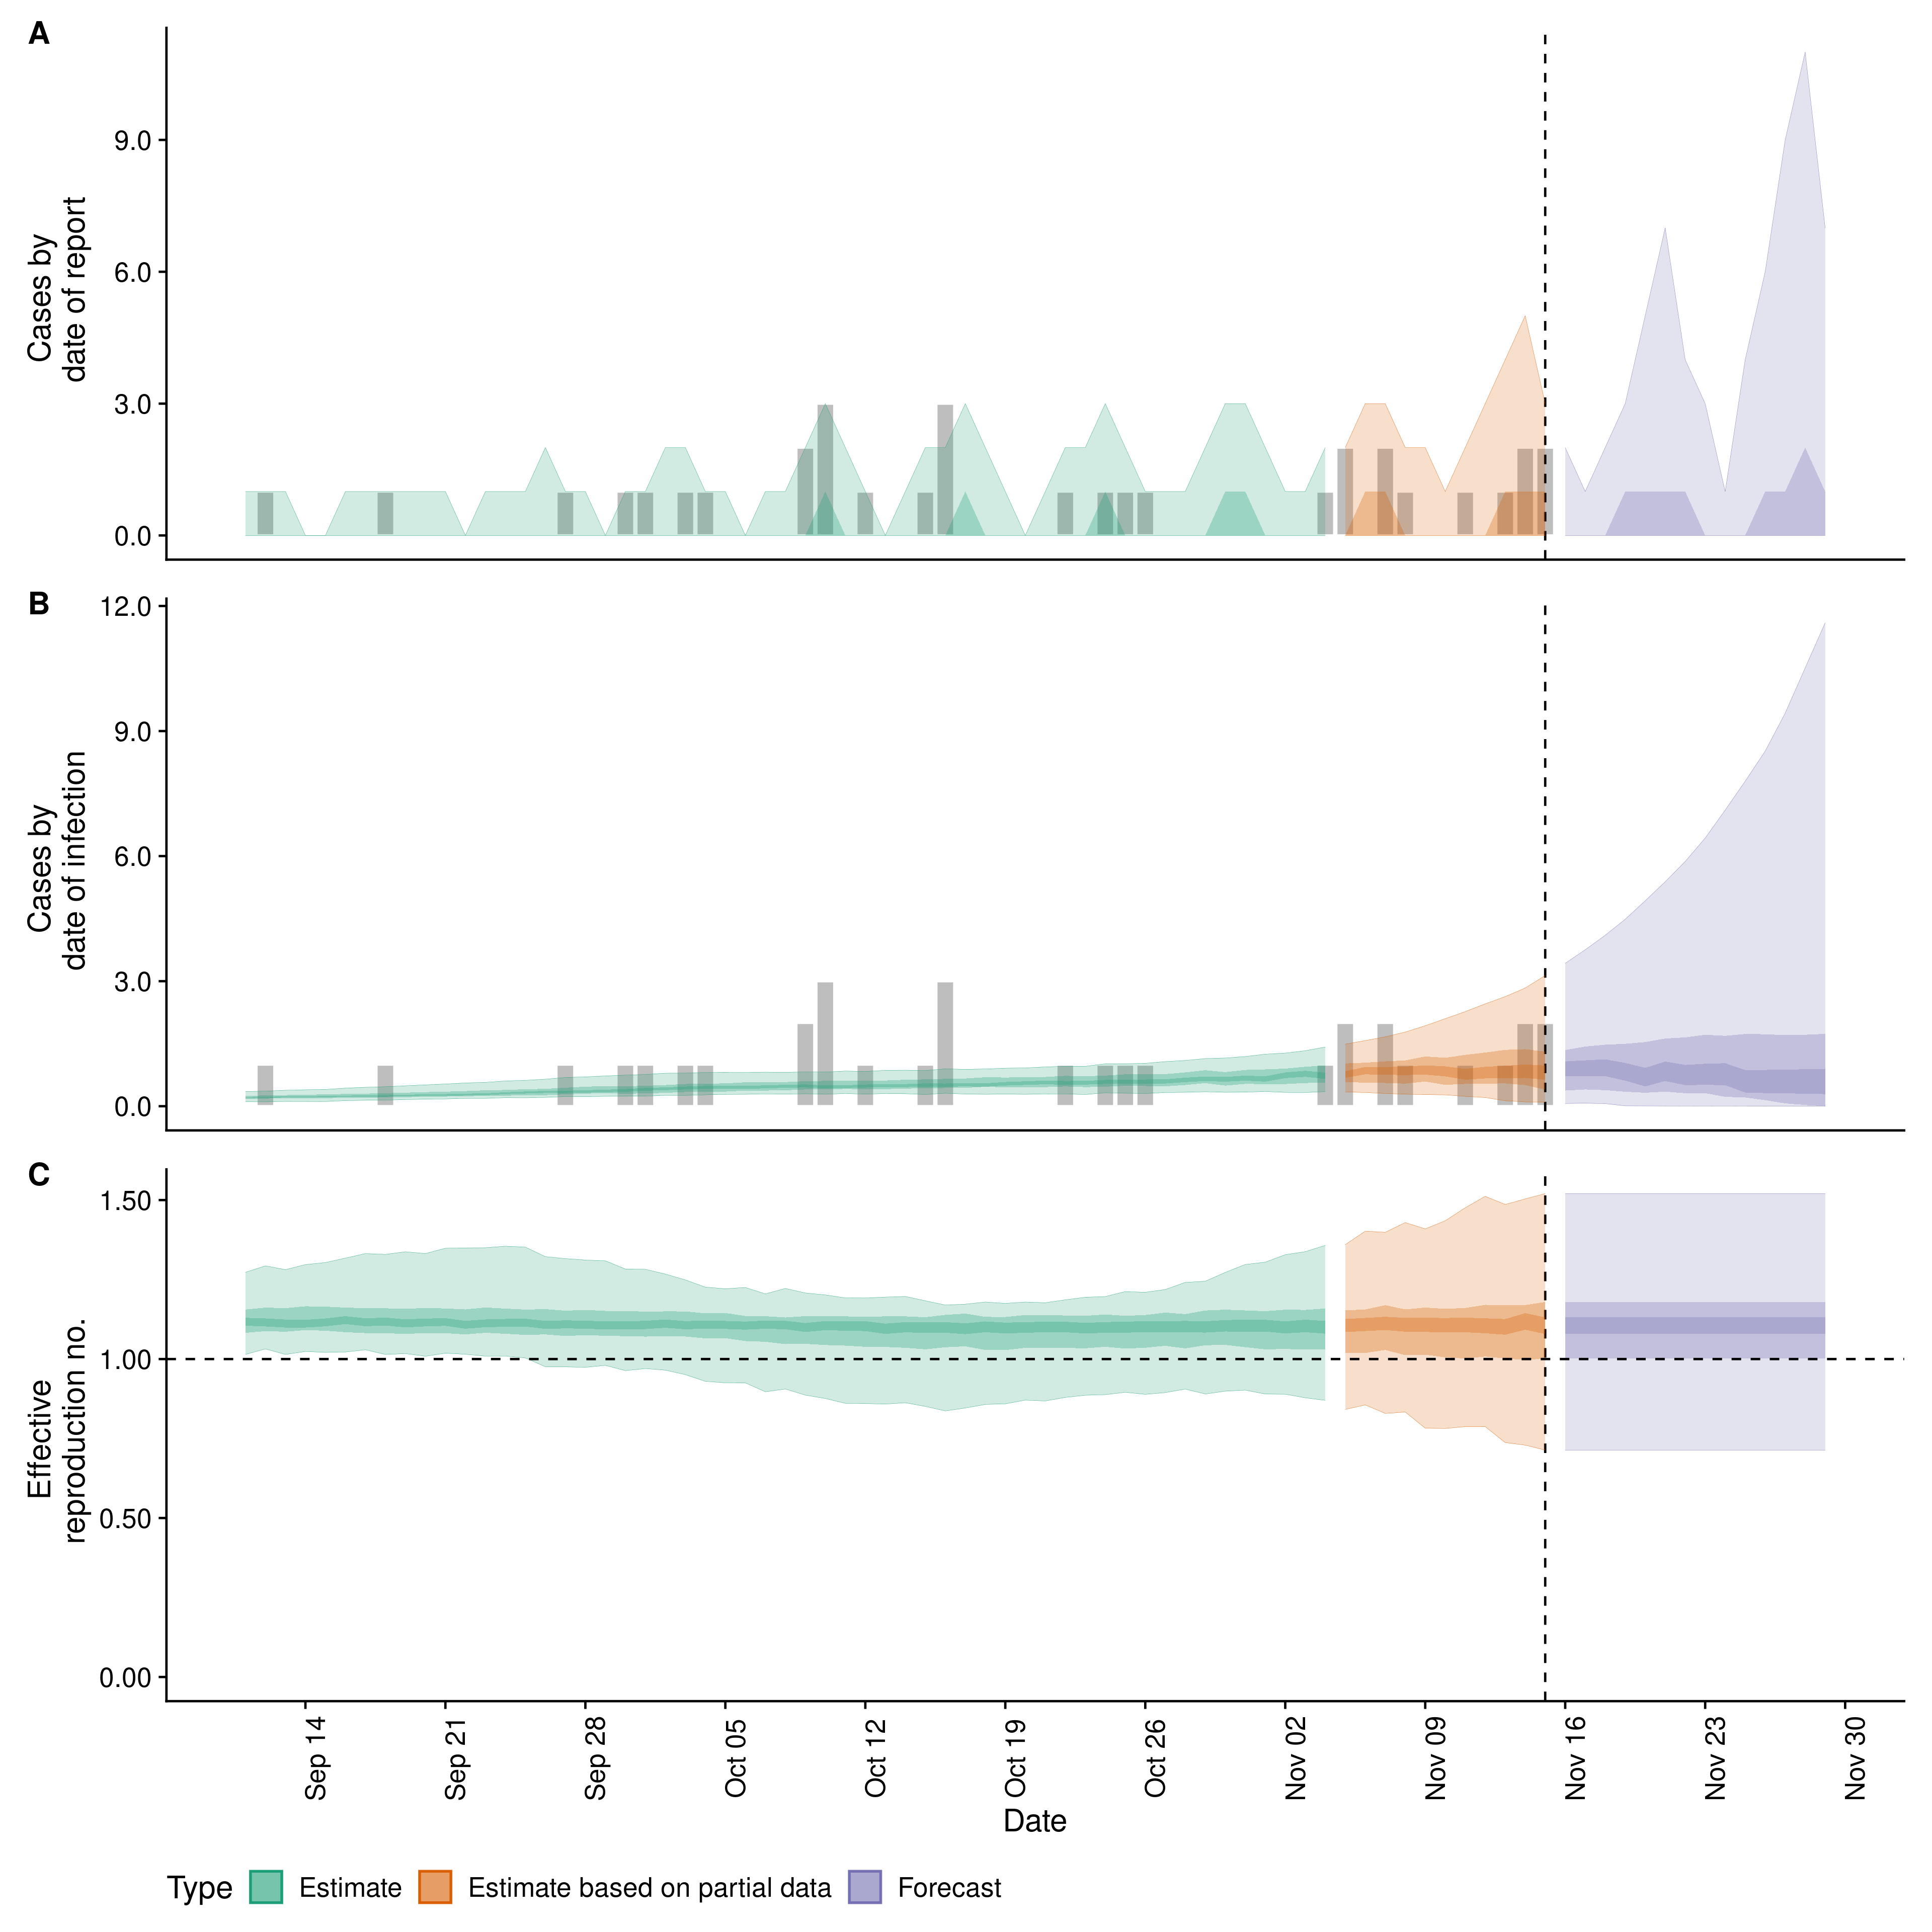 A
9.0
6.0
3.0
0.0
Cases by
date of report
B
12.0
9.0
6.0
3.0
0.0
Cases by
date of infection
C
1.50
1.00
0.50
0.00
Effective
reproduction no.
Sep 14
Sep 21
Sep 28
Oct 05
Oct 12
Oct 19
Oct 26
Nov 02
Nov 09
Nov 16
Nov 23
Nov 30
Date
Type Estimate Estimate based on partial data Forecast